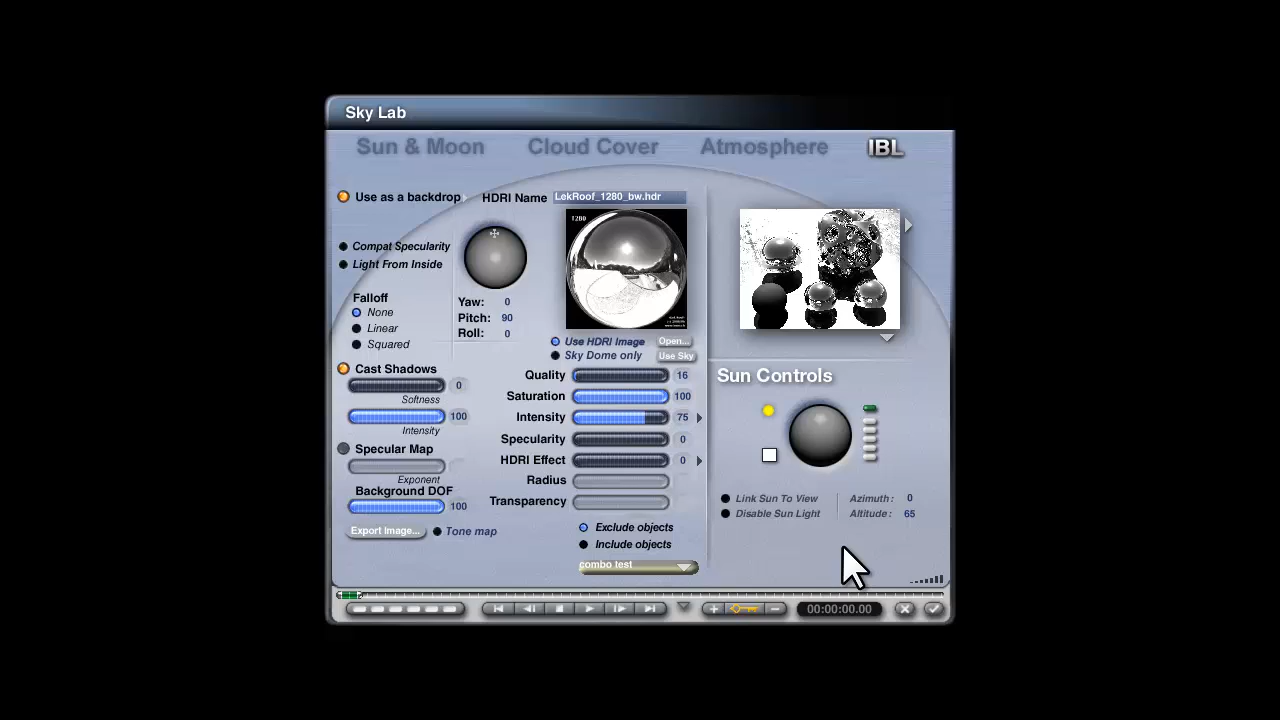 Sky Lab
Sun & Moon Cloud Cover Atmosphere IBL
Use as a backdrop HDRI Name LekRoof_1280_bw.hdr
1280
Compat Specularity
Light From Inside
Falloff
None
Linear
Squared
Yaw: 0
Pitch: 90
Roll: 0
Use HDRI Image Open...
Sky Dome only Use Sky
Cast Shadows
0
Softness
100
Intensity
Specular Map
Exponent
Background DOF
100
Export Image... Tone map
Quality 16
Saturation 100
Intensity 75
Specularity 0
HDRI Effect 0
Radius
Transparency
Exclude objects
Include objects
combo test
Sun Controls
Link Sun To View Azimuth: 0
Disable Sun Light Altitude: 65
00:00:00.00